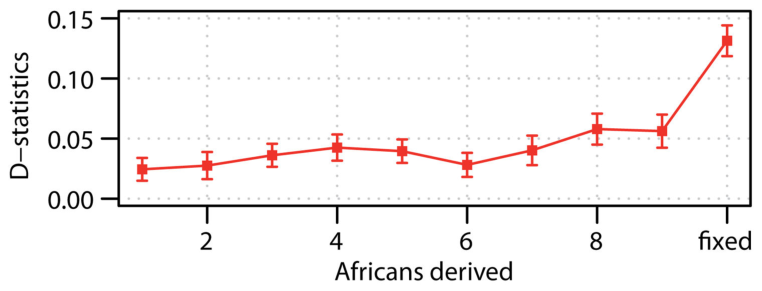 D−statistics
0.15
0.10
0.05
0.00
2 4 6 8 fixed
Africans derived